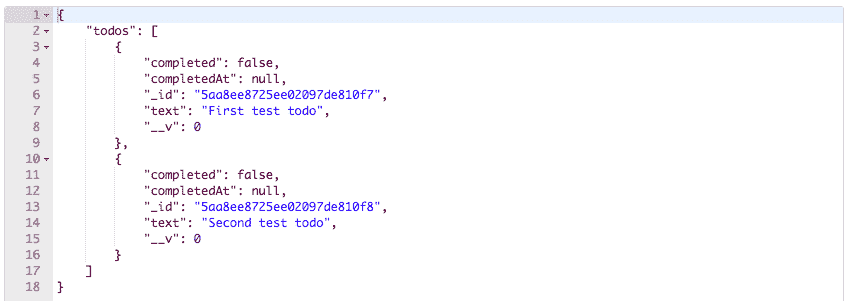 1 {
2     "todos": [
3         {
4             "completed": false,
5             "completedAt": null,
6             "_id": "5aa8ee8725ee02097de810f7",
7             "text": "First test todo",
8             "__v": 0
9         },
10         {
11             "completed": false,
12             "completedAt": null,
13             "_id": "5aa8ee8725ee02097de810f8",
14             "text": "Second test todo",
15             "__v": 0
16         }
17     ]
18 }